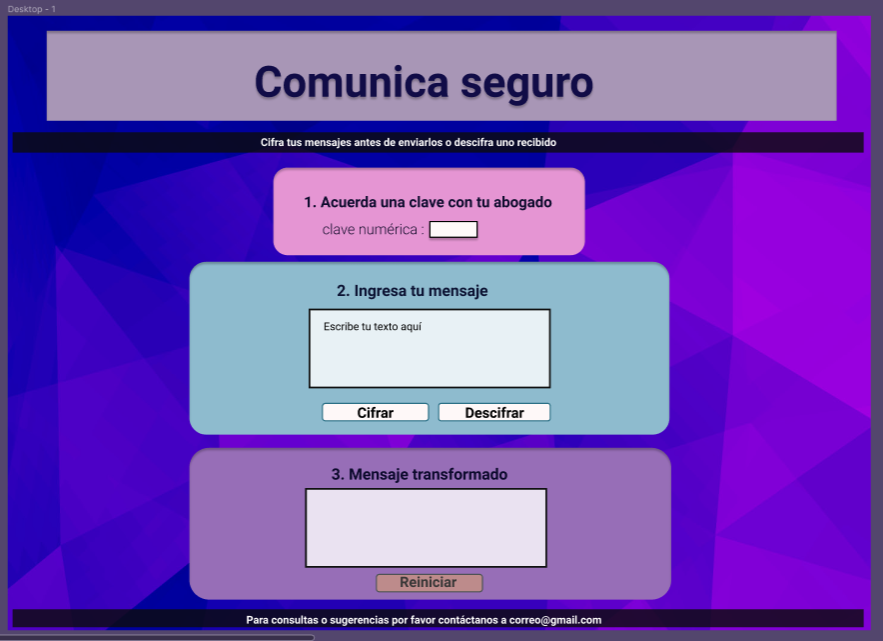 Desktop - 1
Comunica seguro
Cifra tus mensajes antes de enviarlos o descifra uno recibido
1. Acuerda una clave con tu abogado
clave numérica :
2. Ingresa tu mensaje
Escribe tu texto aquí
Cifrar Descifrar
3. Mensaje transformado
Reiniciar
Para consultas o sugerencias por favor contáctanos a correo@gmail.com